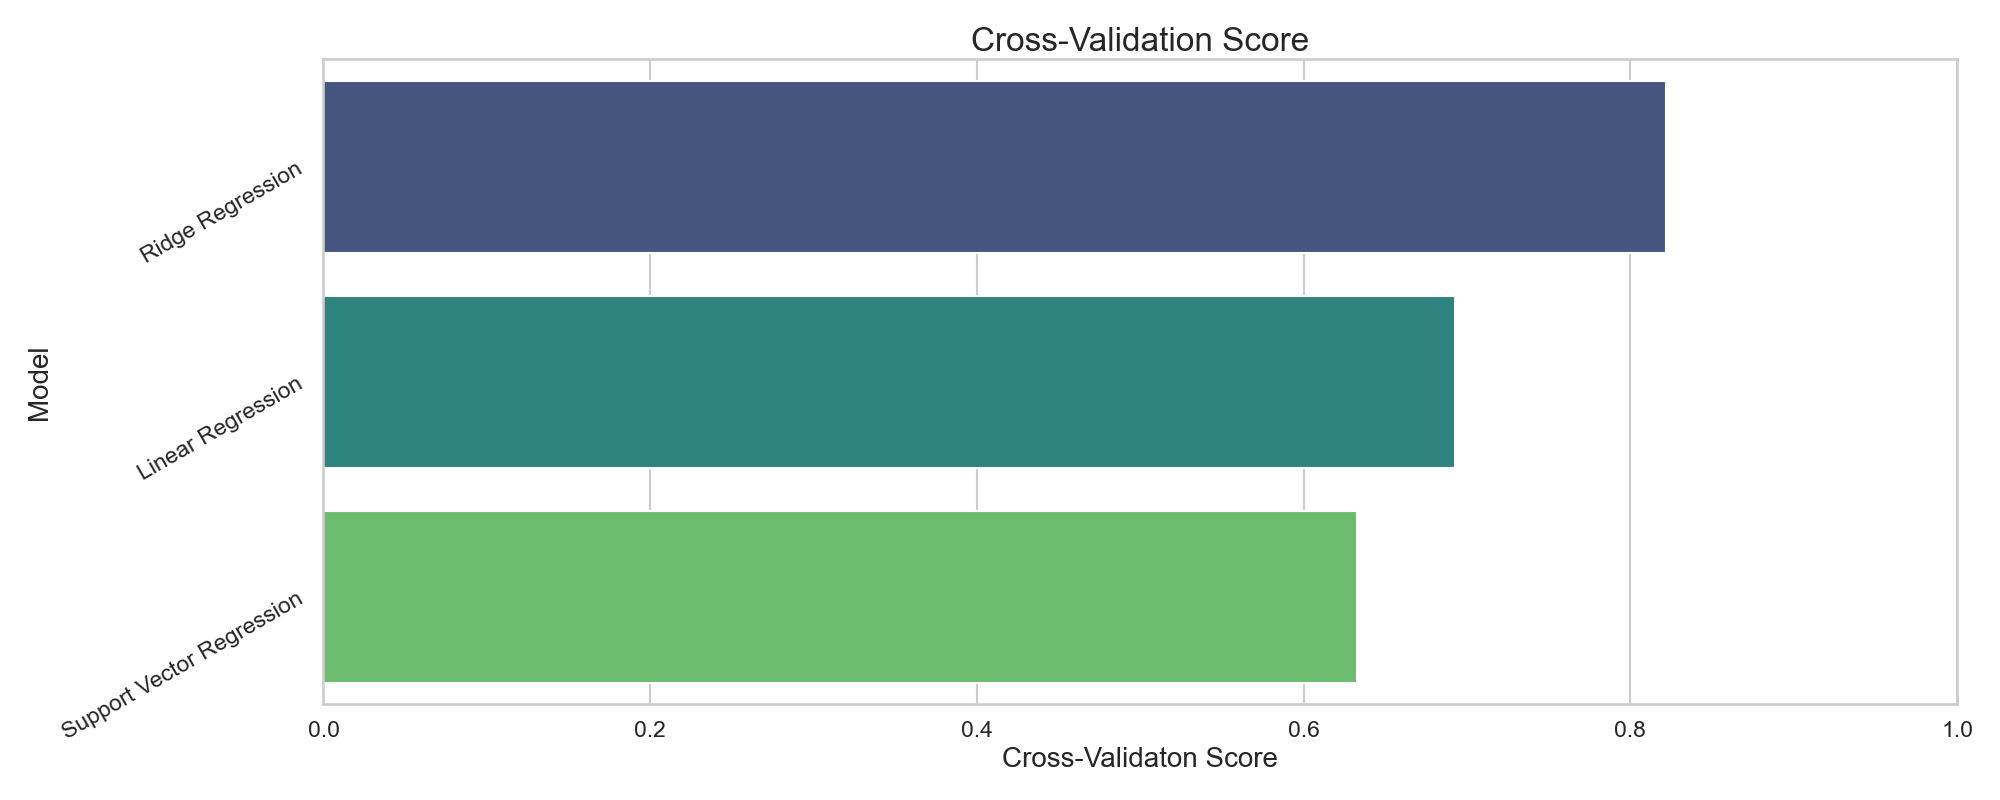 Cross-Validation Score
Model
Ridge Regression
Linear Regression
Support Vector Regression
0.0 0.2 0.4 0.6 0.8 1.0
Cross-Validaton Score